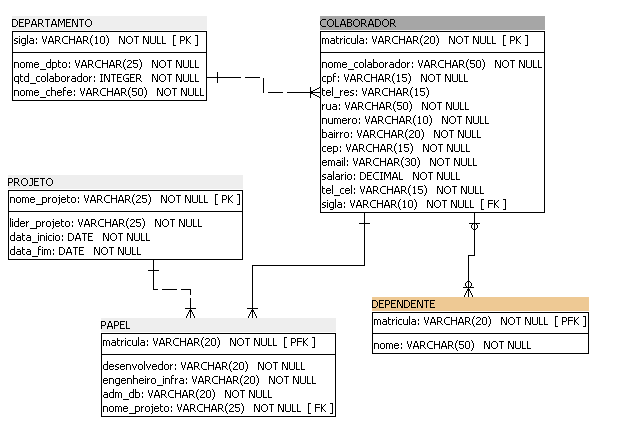 DEPARTAMENTO
sigla: VARCHAR(10) NOT NULL [ PK ]
nome_dpto: VARCHAR(25) NOT NULL
qtd_colaborador: INTEGER NOT NULL
nome_chefe: VARCHAR(50) NOT NULL
COLABORADOR
matricula: VARCHAR(20) NOT NULL [ PK ]
nome_colaborador: VARCHAR(50) NOT NULL
cpf: VARCHAR(15) NOT NULL
tel_res: VARCHAR(15)
rua: VARCHAR(50) NOT NULL
numero: VARCHAR(10) NOT NULL
bairro: VARCHAR(20) NOT NULL
cep: VARCHAR(15) NOT NULL
email: VARCHAR(30) NOT NULL
salario: DECIMAL NOT NULL
tel_cel: VARCHAR(15) NOT NULL
sigla: VARCHAR(10) NOT NULL [ FK ]
PROJETO
nome_projeto: VARCHAR(25) NOT NULL [ PK ]
lider_projeto: VARCHAR(25) NOT NULL
data_inicio: DATE NOT NULL
data_fim: DATE NOT NULL
PAPEL
matricula: VARCHAR(20) NOT NULL [ PFK ]
desenvolvedor: VARCHAR(20) NOT NULL
engenheiro_infra: VARCHAR(20) NOT NULL
adm_db: VARCHAR(20) NOT NULL
nome_projeto: VARCHAR(25) NOT NULL [ FK ]
DEPENDENTE
matricula: VARCHAR(20) NOT NULL [ PFK ]
nome: VARCHAR(50) NOT NULL